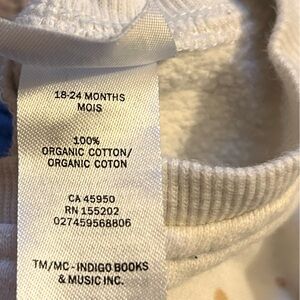 18-24 MONTHS
MOIS
100%
ORGANIC COTTON/
ORGANIC COTON
CA 45950
RN 155202
027459568806
TM/MC - INDIGO BOOKS
& MUSIC INC.